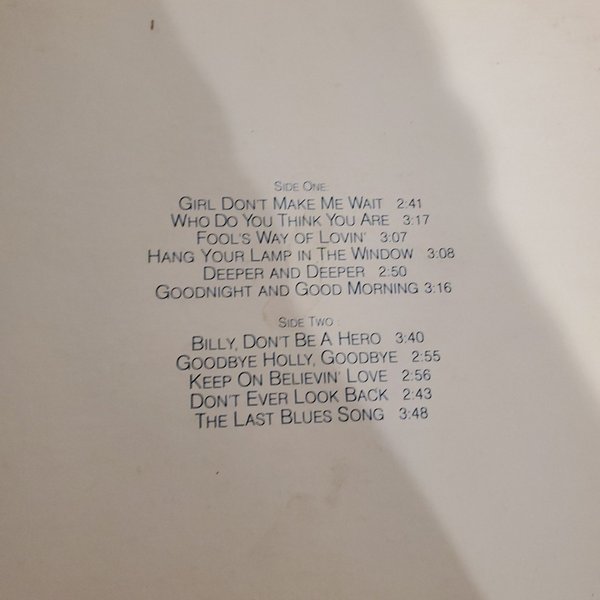 SIDE ONE
GIRL DON'T MAKE ME WAIT 2:41
WHO DO YOU THINK YOU ARE 3:17
FOOL'S WAY OF LOVIN' 3:07
HANG YOUR LAMP IN THE WINDOW 3:08
DEEPER AND DEEPER 2:50
GOODNIGHT AND GOOD MORNING 3:16
SIDE TWO
BILLY, DON'T BE A HERO 3:40
GOODBYE HOLLY, GOODBYE 2:55
KEEP ON BELIEVIN' LOVE 2:56
DON'T EVER LOOK BACK 2:43
THE LAST BLUES SONG 3:48